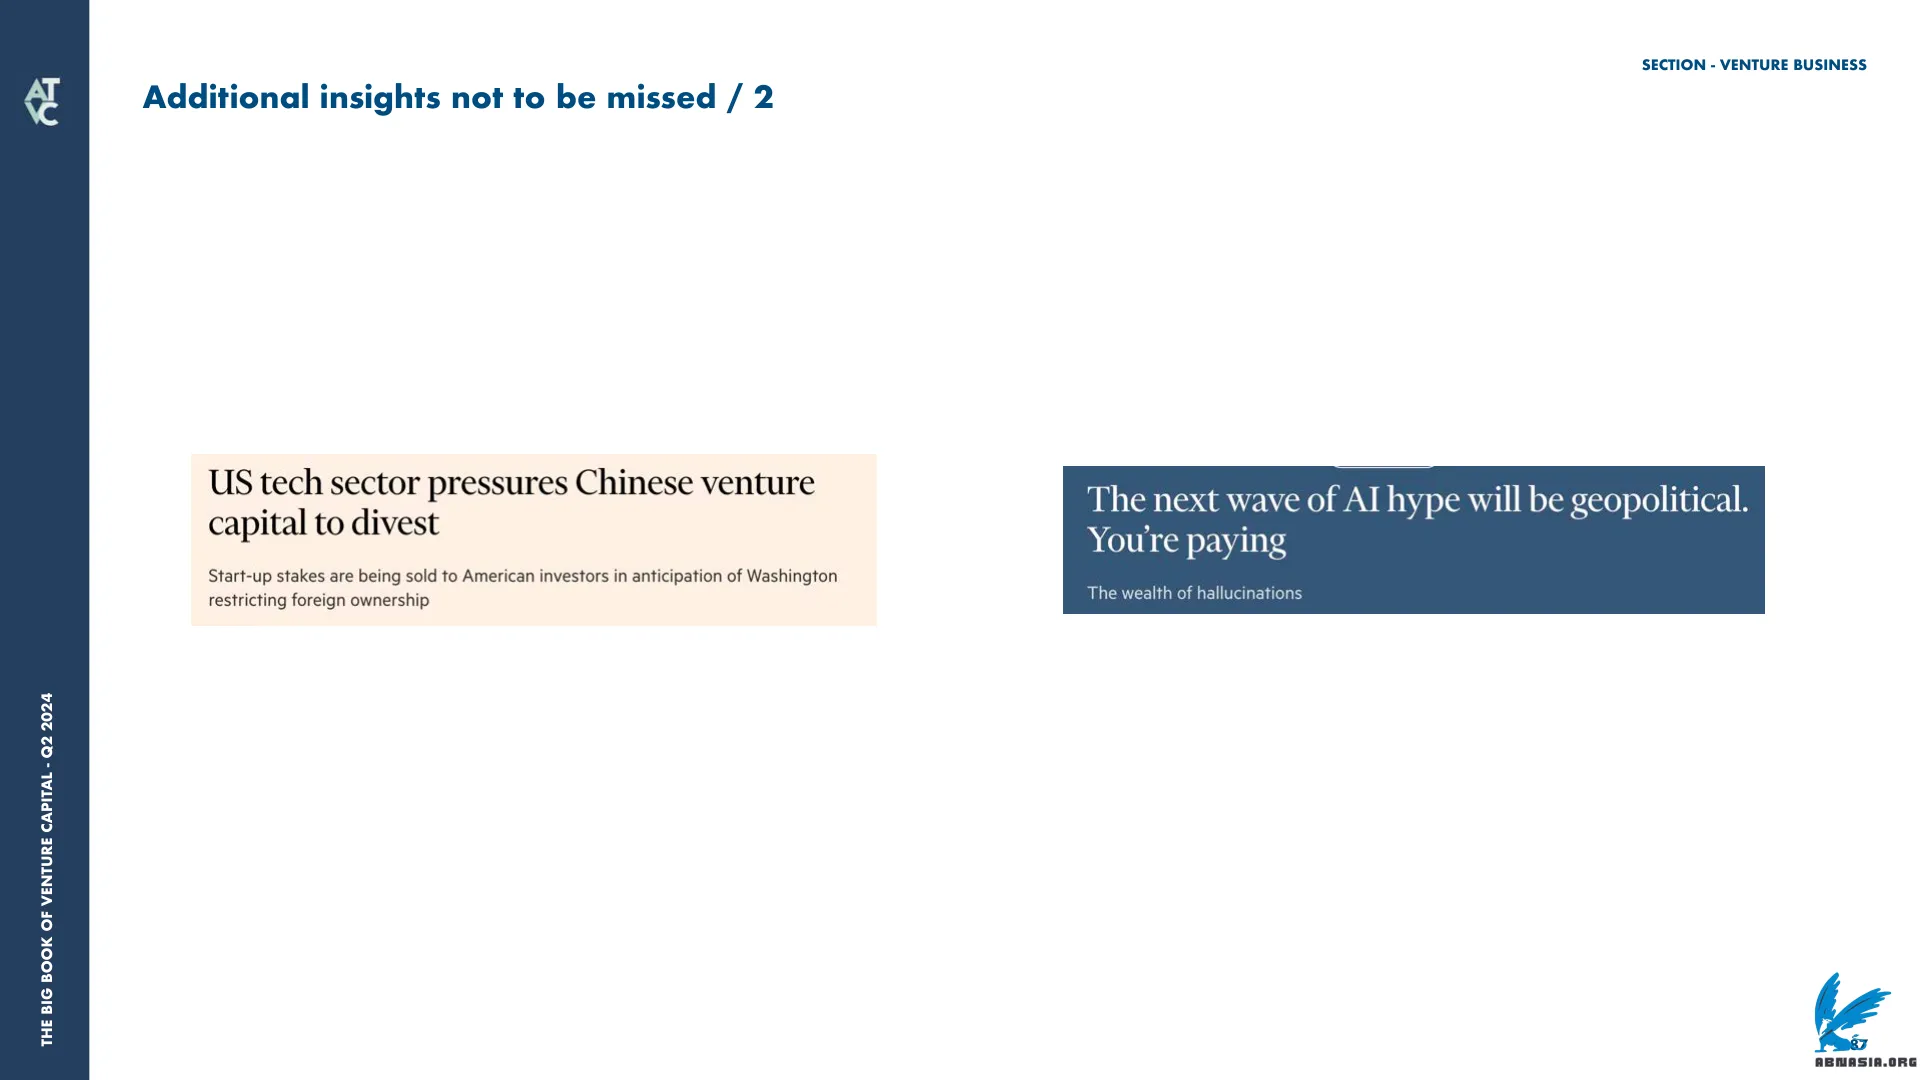 SECTION - VENTURE BUSINESS
AT
VC
Additional insights not to be missed / 2
US tech sector pressures Chinese venture
capital to divest
Start-up stakes are being sold to American investors in anticipation of Washington
restricting foreign ownership
The next wave of AI hype will be geopolitical.
You're paying
The wealth of hallucinations
THE BIG BOOK OF VENTURE CAPITAL - Q2 2024
87
ABNASIA.ORG